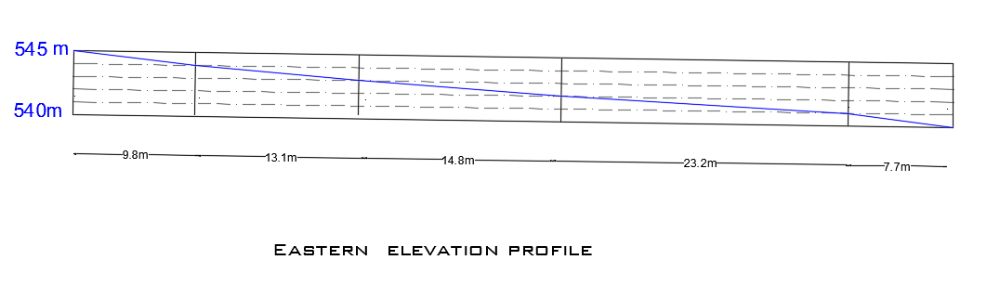 545 m
540m
9.8m
13.1m
14.8m
23.2m
7.7m
Eastern elevation profile